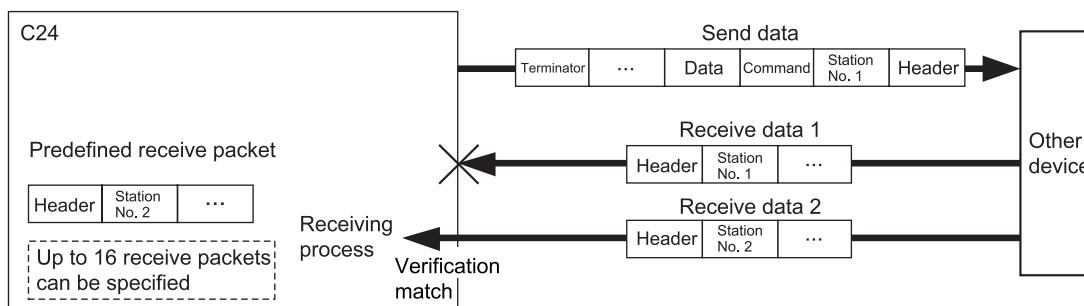 C24
Send data
Terminator
...
Data
Command
Station
No. 1
Header
Receive data 1
Header
Station
No. 1
...
Other
device
Predefined receive packet
Header
Station
No. 2
...
Receive data 2
Header
Station
No. 2
...
Receiving
process
Up to 16 receive packets
can be specified
Verification
match